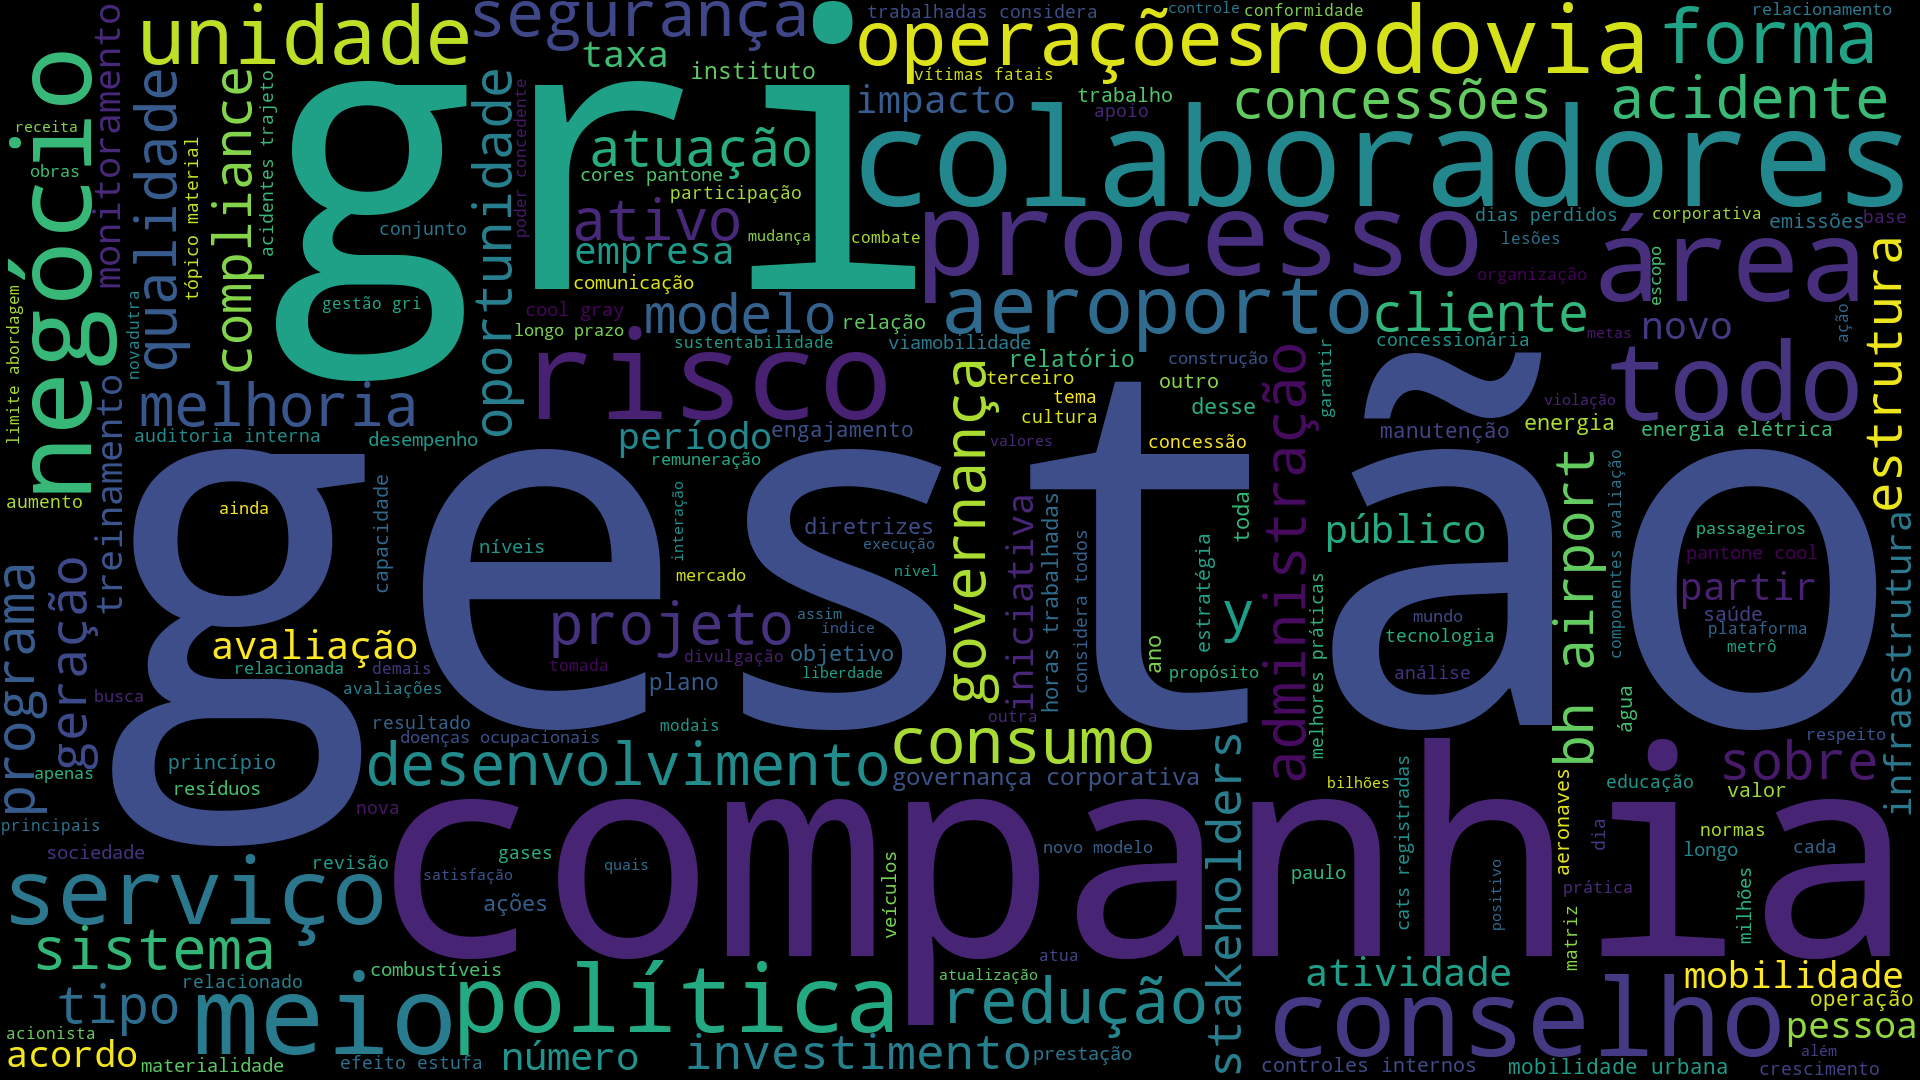 gri
gestão
companhia
colaboradores
processo
risco
negócio
unidade
segurança
operações
rodovia
forma
concessões
acidente
área
todo
aeroporto
cliente
novo
estrutura
modelo
ativo
empresa
atuação
taxa
instituto
impacto
trabalho
apoio
vítimas fatais
trabalhadas considera
controle
conformidade
relacionamento
monitoramento
receita
obras
qualidade
compliance
tópico material
acidentes trajeto
oportunidade
poder concedente
cores pantone
participação
mudança
combate
comunicação
conjunto
gestão gri
cool gray
longo prazo
relação
sustentabilidade
viamobilidade
dias perdidos
lesões
corporativa
emissões
base
organização
escopo
metas
ação
concessionária
limite abordagem
novadutra
melhoria
auditoria interna
desempenho
treinamento
aumento
período
engajamento
remuneração
governança
relatório
terceiro
tema
cultura
valores
construção
outro
desse
concessão
administração
garantir
violação
manutenção
energia
energia elétrica
ainda
capacidade
níveis
interação
mercado
diretrizes
execução
nível
iniciativa
horas trabalhadas
considera todos
estratégia
toda
y
ano
propósito
público
melhores práticas
mundo
tecnologia
análise
bh airport
componentes avaliação
passageiros
pantone cool
partir
saúde
plataforma
metrô
água
infraestrutura
programa
geração
avaliação
relacionada
demais
avaliações
busca
projeto
tomada
divulgação
assim
índice
objetivo
liberdade
plano
modais
outra
resultado
doenças ocupacionais
princípio
resíduos
apenas
principais
sociedade
desenvolvimento
consumo
governança corporativa
stakeholders
bilhões
cats registradas
sobre
respeito
educação
valor
aeronaves
dia
normas
longo
cada
nova
revisão
gases
satisfação
ações
quais
veículos
novo modelo
paulo
positivo
prática
matriz
milhões
serviço
sistema
tipo
relacionado
meio
combustíveis
política
atualização
atua
redução
atividade
conselho
mobilidade
operação
pessoa
acionista
acordo
materialidade
efeito estufa
número
investimento
prestação
controles internos
mobilidade urbana
além
crescimento